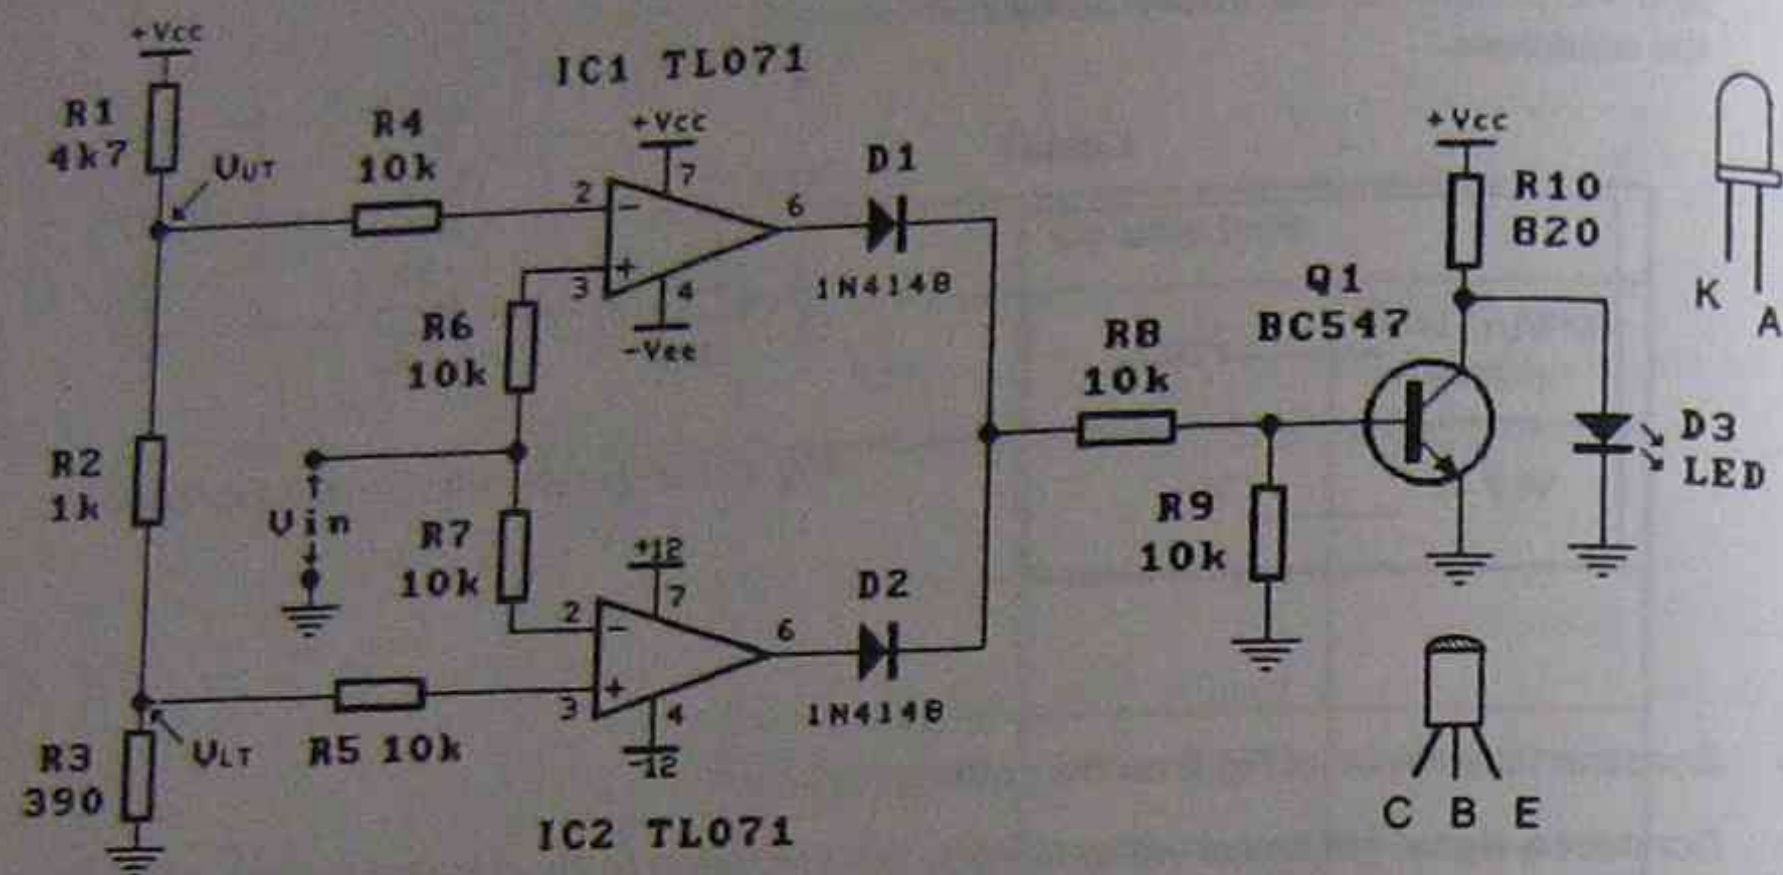 +Vcc
IC1 TL071
R1
4k7
UUT
R4
10k
+Vcc
7
2
-
6
D1
+
3
4
-Vee
1N4148
+Vcc
R10
820
K
A
Q1
BC547
R6
10k
R8
10k
R2
1k
Uin
R7
10k
+12
7
2
-
6
D2
R9
10k
D3
LED
+
3
4
-12
1N4148
ULT
R5 10k
R3
390
IC2 TL071
C B E